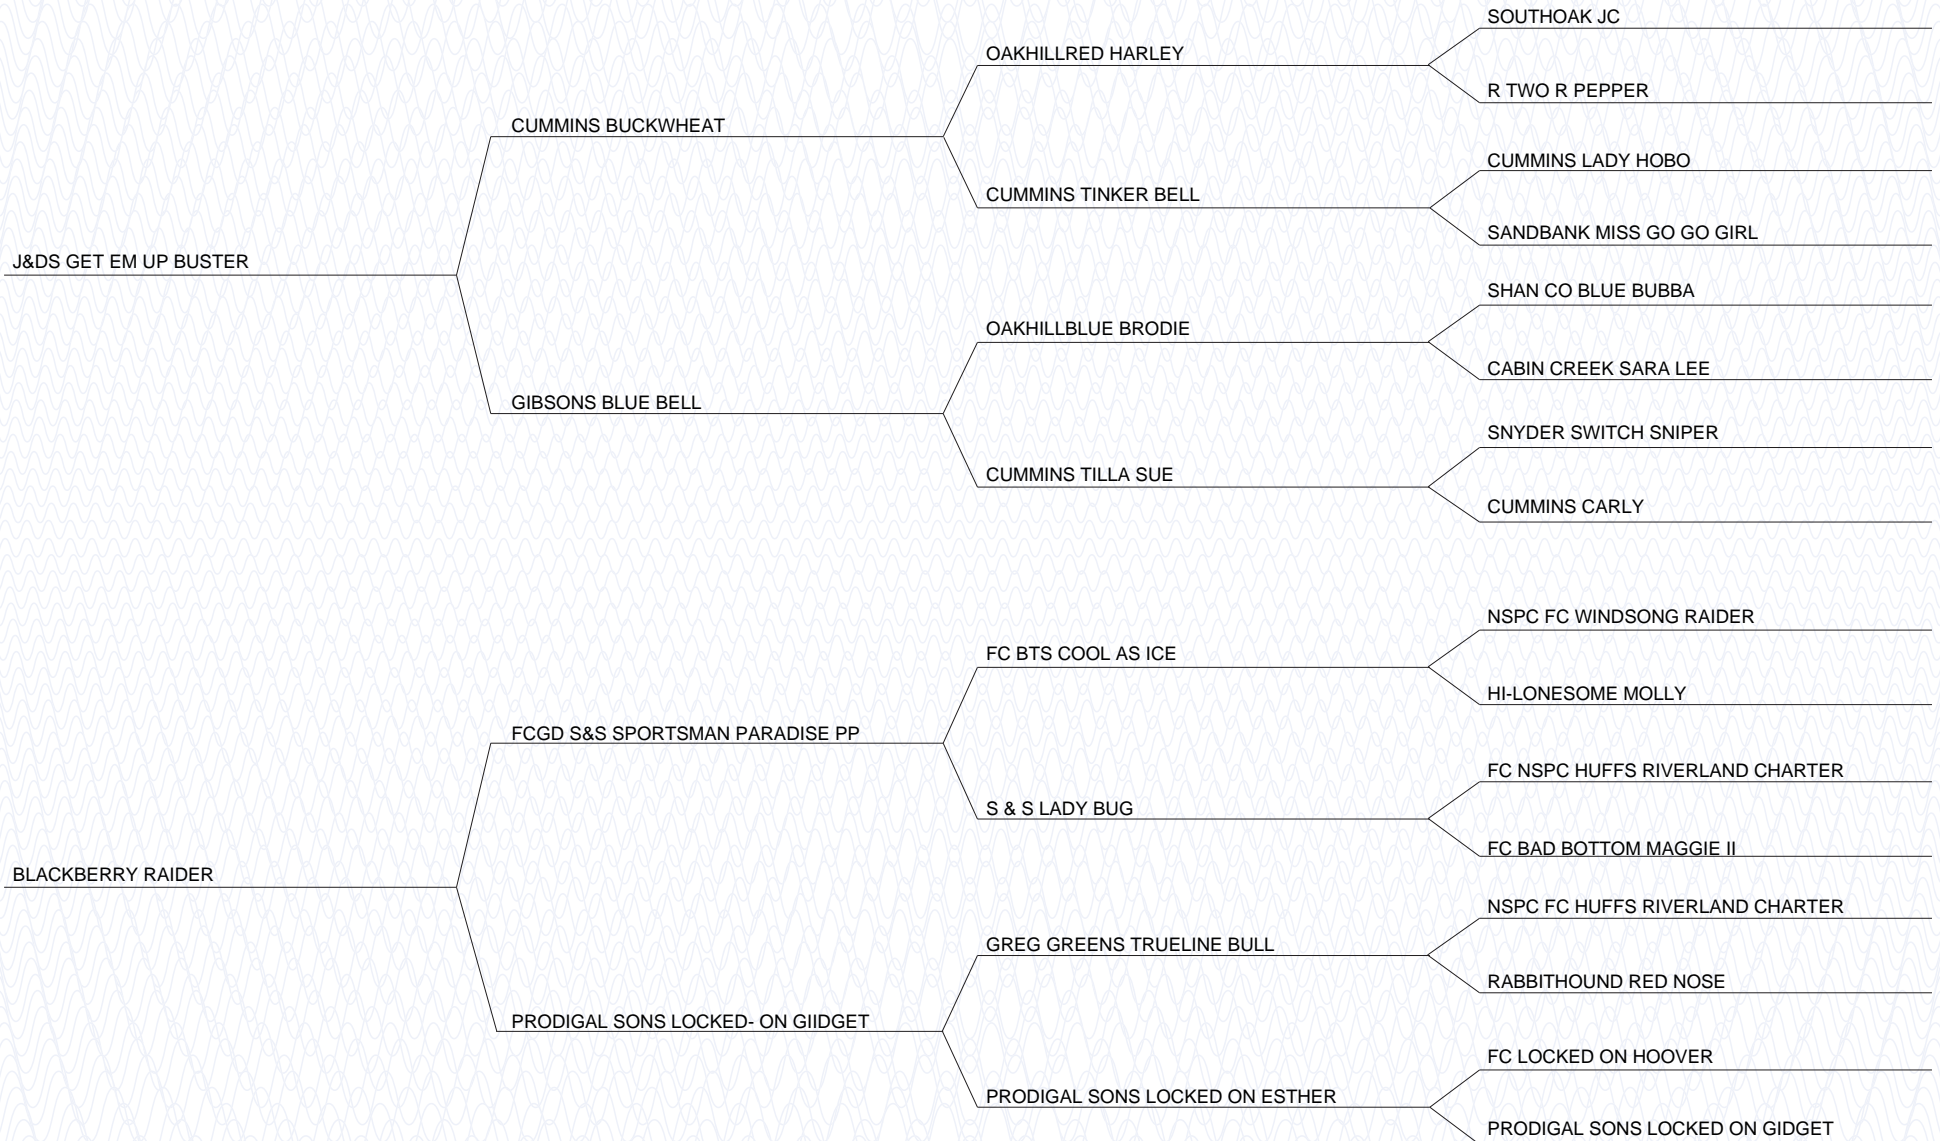 SOUTHOAK JC
OAKHILLRED HARLEY
R TWO R PEPPER
CUMMINS BUCKWHEAT
CUMMINS LADY HOBO
CUMMINS TINKER BELL
SANDBANK MISS GO GO GIRL
J&DS GET EM UP BUSTER
SHAN CO BLUE BUBBA
OAKHILLBLUE BRODIE
CABIN CREEK SARA LEE
GIBSONS BLUE BELL
SNYDER SWITCH SNIPER
CUMMINS TILLA SUE
CUMMINS CARLY
NSPC FC WINDSONG RAIDER
FC BTS COOL AS ICE
HI-LONESOME MOLLY
FCGD S&S SPORTSMAN PARADISE PP
FC NSPC HUFFS RIVERLAND CHARTER
S & S LADY BUG
FC BAD BOTTOM MAGGIE II
BLACKBERRY RAIDER
NSPC FC HUFFS RIVERLAND CHARTER
GREG GREENS TRUELINE BULL
RABBITHOUND RED NOSE
PRODIGAL SONS LOCKED- ON GIIDGET
FC LOCKED ON HOOVER
PRODIGAL SONS LOCKED ON ESTHER
PRODIGAL SONS LOCKED ON GIDGET